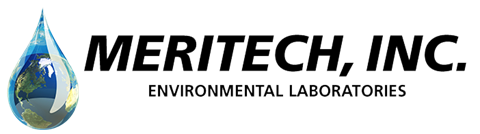 MERITECH, INC.
ENVIRONMENTAL LABORATORIES